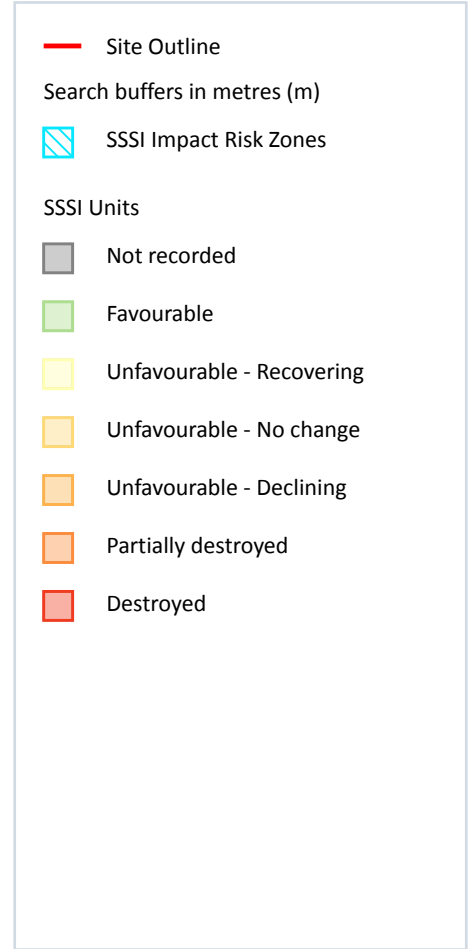 Site Outline
Search buffers in metres (m)
SSSI Impact Risk Zones
SSSI Units
Not recorded
Favourable
Unfavourable - Recovering
Unfavourable - No change
Unfavourable - Declining
Partially destroyed
Destroyed